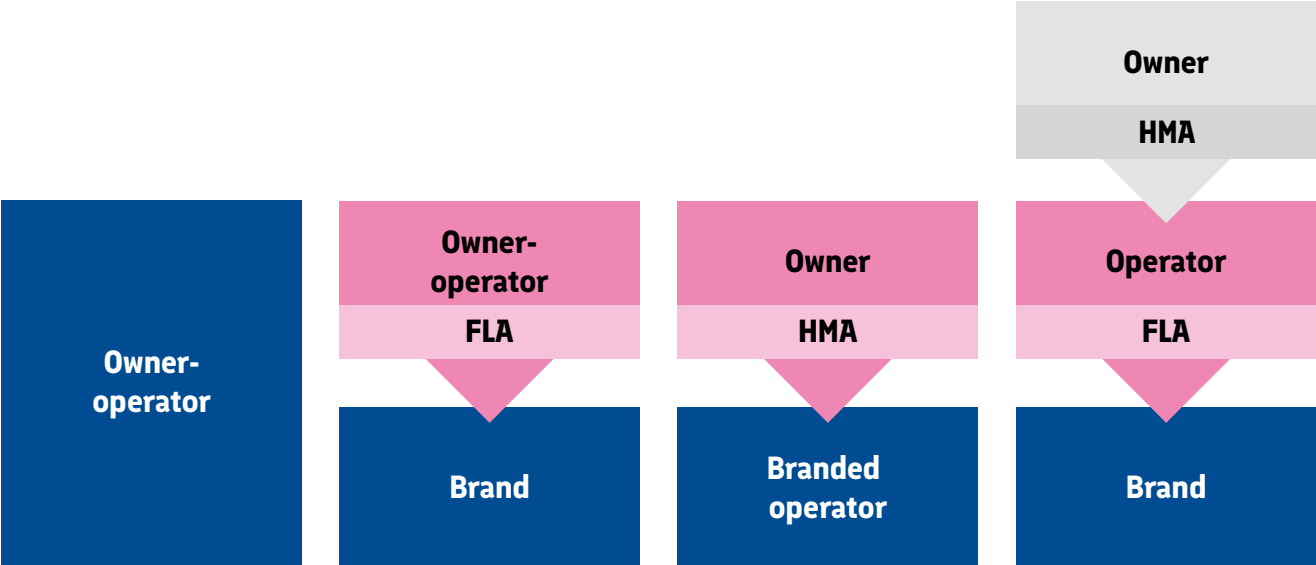 Owner-
operator
Owner-
operator
FLA
Brand
Owner
HMA
Branded
operator
Owner
HMA
Operator
FLA
Brand